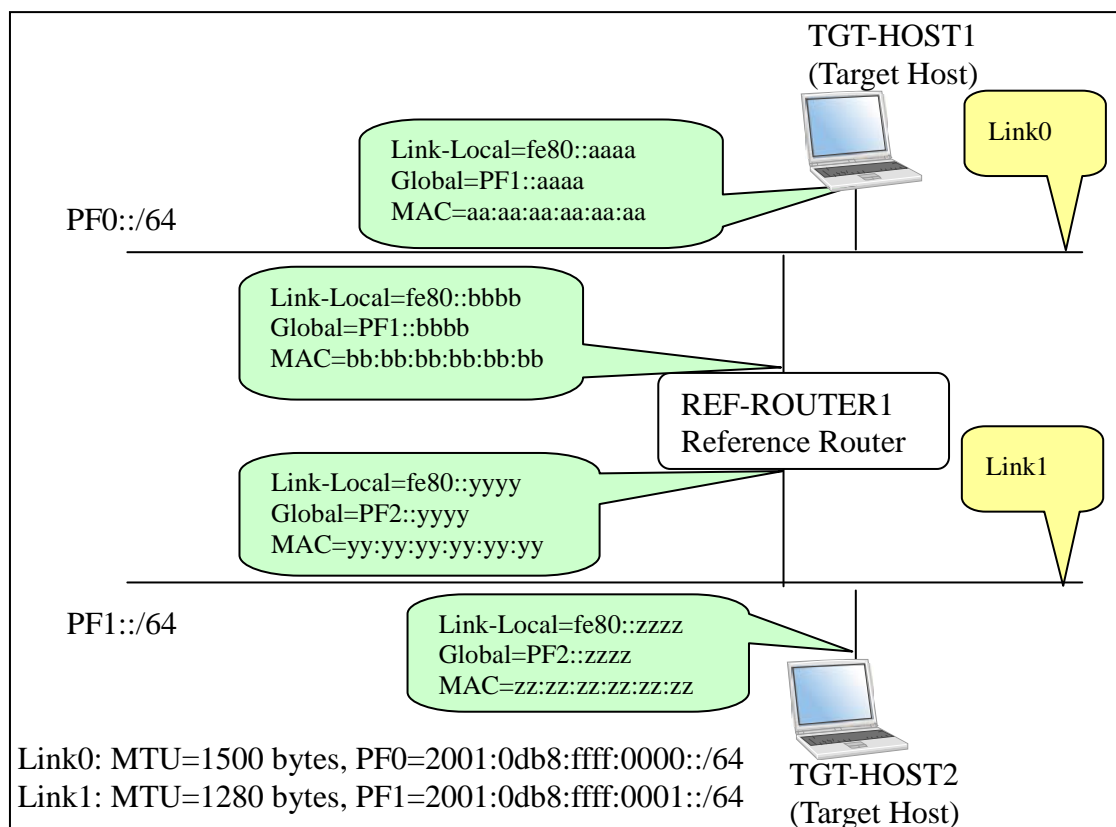 TGT-HOST1
(Target Host)
Link0
Link-Local=fe80::aaaa
Global=PF1::aaaa
MAC=aa:aa:aa:aa:aa:aa
PF0::/64
Link-Local=fe80::bbbb
Global=PF1::bbbb
MAC=bb:bb:bb:bb:bb:bb
REF-ROUTER1
Reference Router
Link1
Link-Local=fe80::yyyy
Global=PF2::yyyy
MAC=yy:yy:yy:yy:yy:yy
PF1::/64
Link-Local=fe80::zzzz
Global=PF2::zzzz
MAC=zz:zz:zz:zz:zz:zz
Link0: MTU=1500 bytes, PF0=2001:0db8:ffff:0000::/64
Link1: MTU=1280 bytes, PF1=2001:0db8:ffff:0001::/64
TGT-HOST2
(Target Host)